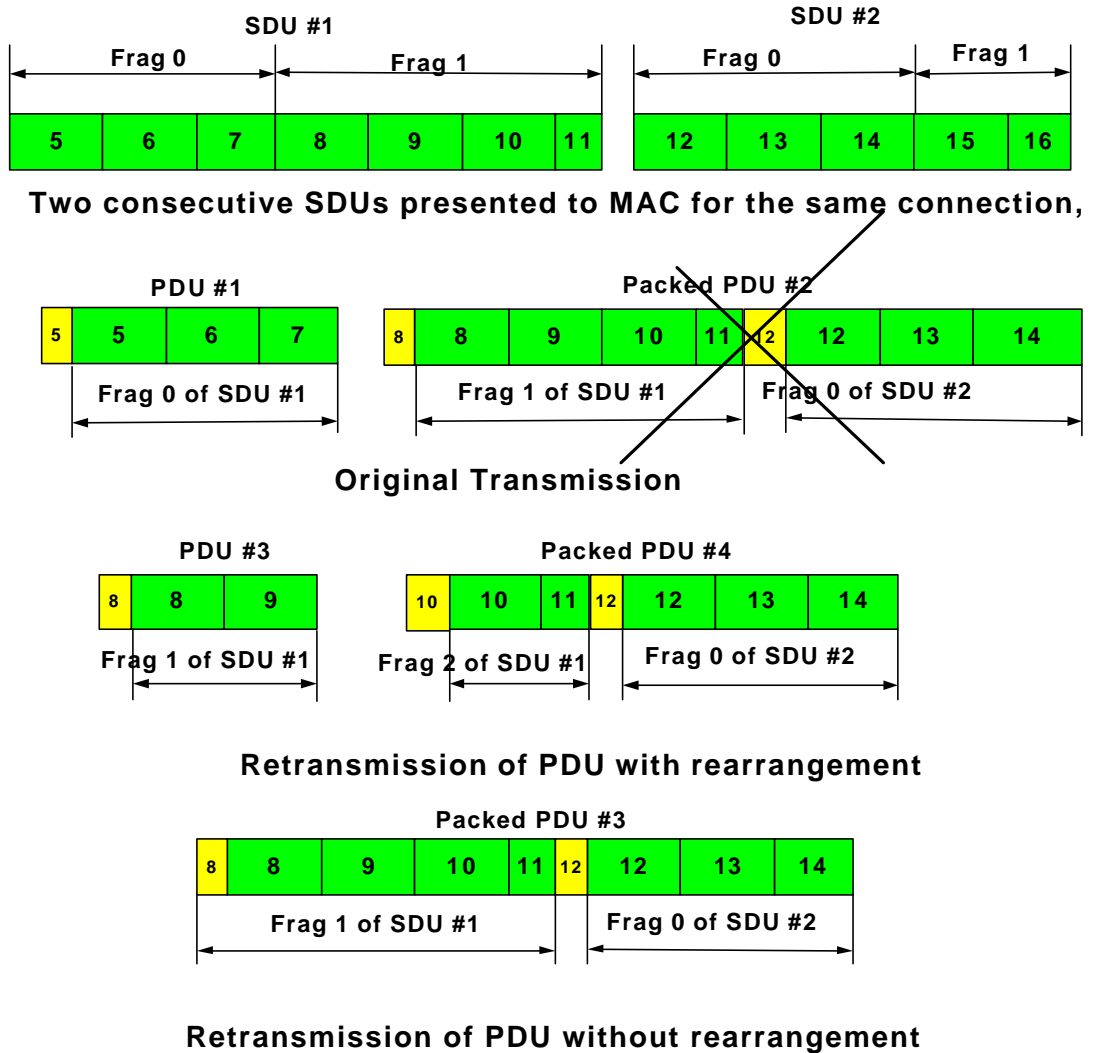 SDU #1 SDU #2
Frag 0 Frag 1 Frag 0 Frag 1
5 6 7 8 9 10 11 12 13 14 15 16
Two consecutive SDUs presented to MAC for the same connection,
PDU #1 Packed PDU #2
5 5 6 7 8 8 9 10 11 12 12 13 14
Frag 0 of SDU #1 Frag 1 of SDU #1 Frag 0 of SDU #2
Original Transmission
PDU #3 Packed PDU #4
8 8 9 10 10 11 12 12 13 14
Frag 1 of SDU #1 Frag 2 of SDU #1 Frag 0 of SDU #2
Retransmission of PDU with rearrangement
Packed PDU #3
8 8 9 10 11 12 12 13 14
Frag 1 of SDU #1 Frag 0 of SDU #2
Retransmission of PDU without rearrangement